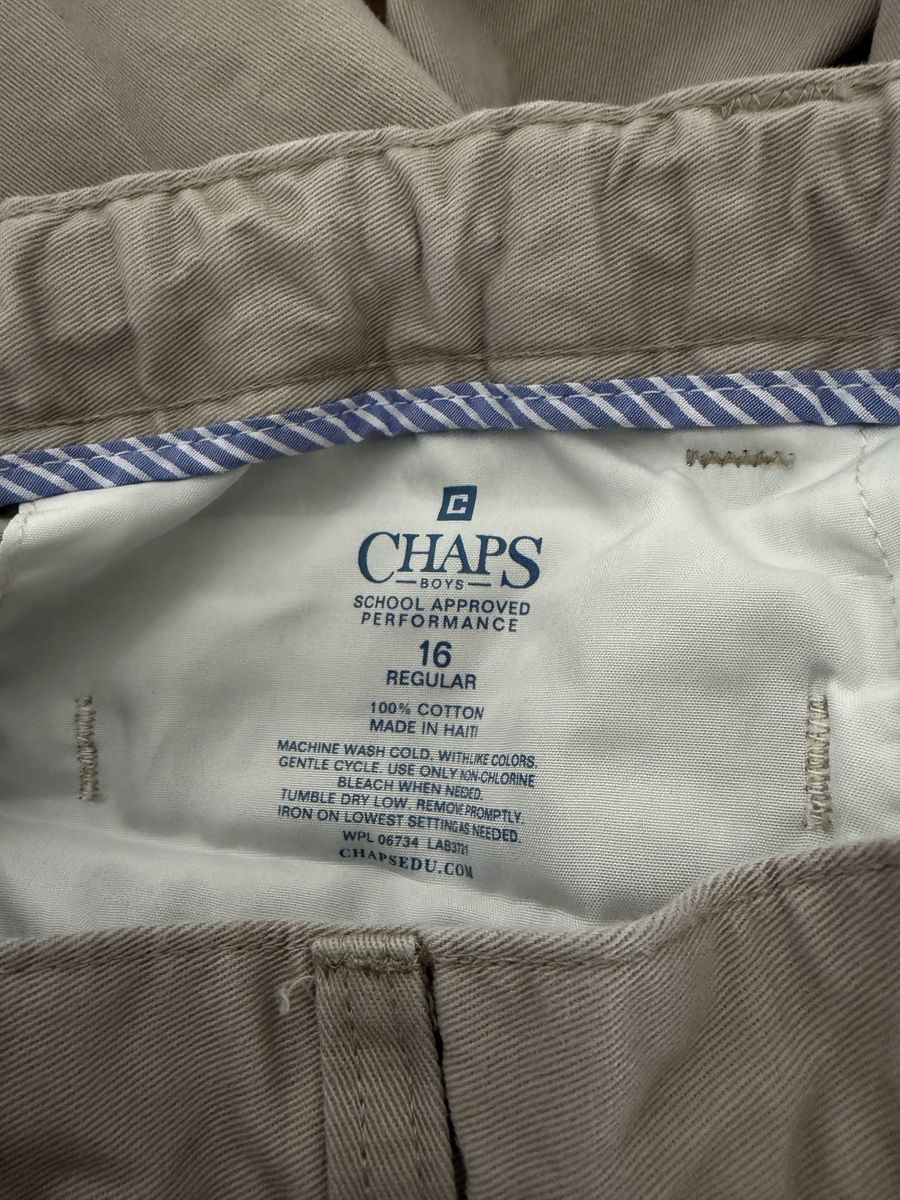 C
CHAPS
BOYS
SCHOOL APPROVED
PERFORMANCE
16
REGULAR
100% COTTON
MADE IN HAITI
MACHINE WASH COLD. WITH LIKE COLORS.
GENTLE CYCLE. USE ONLY NON-CHLORINE
BLEACH WHEN NEEDED.
TUMBLE DRY LOW. REMOVE PROMPTLY.
IRON ON LOWEST SETTING AS NEEDED.
WPL 06734 LAB3721
CHAPSEDU.COM